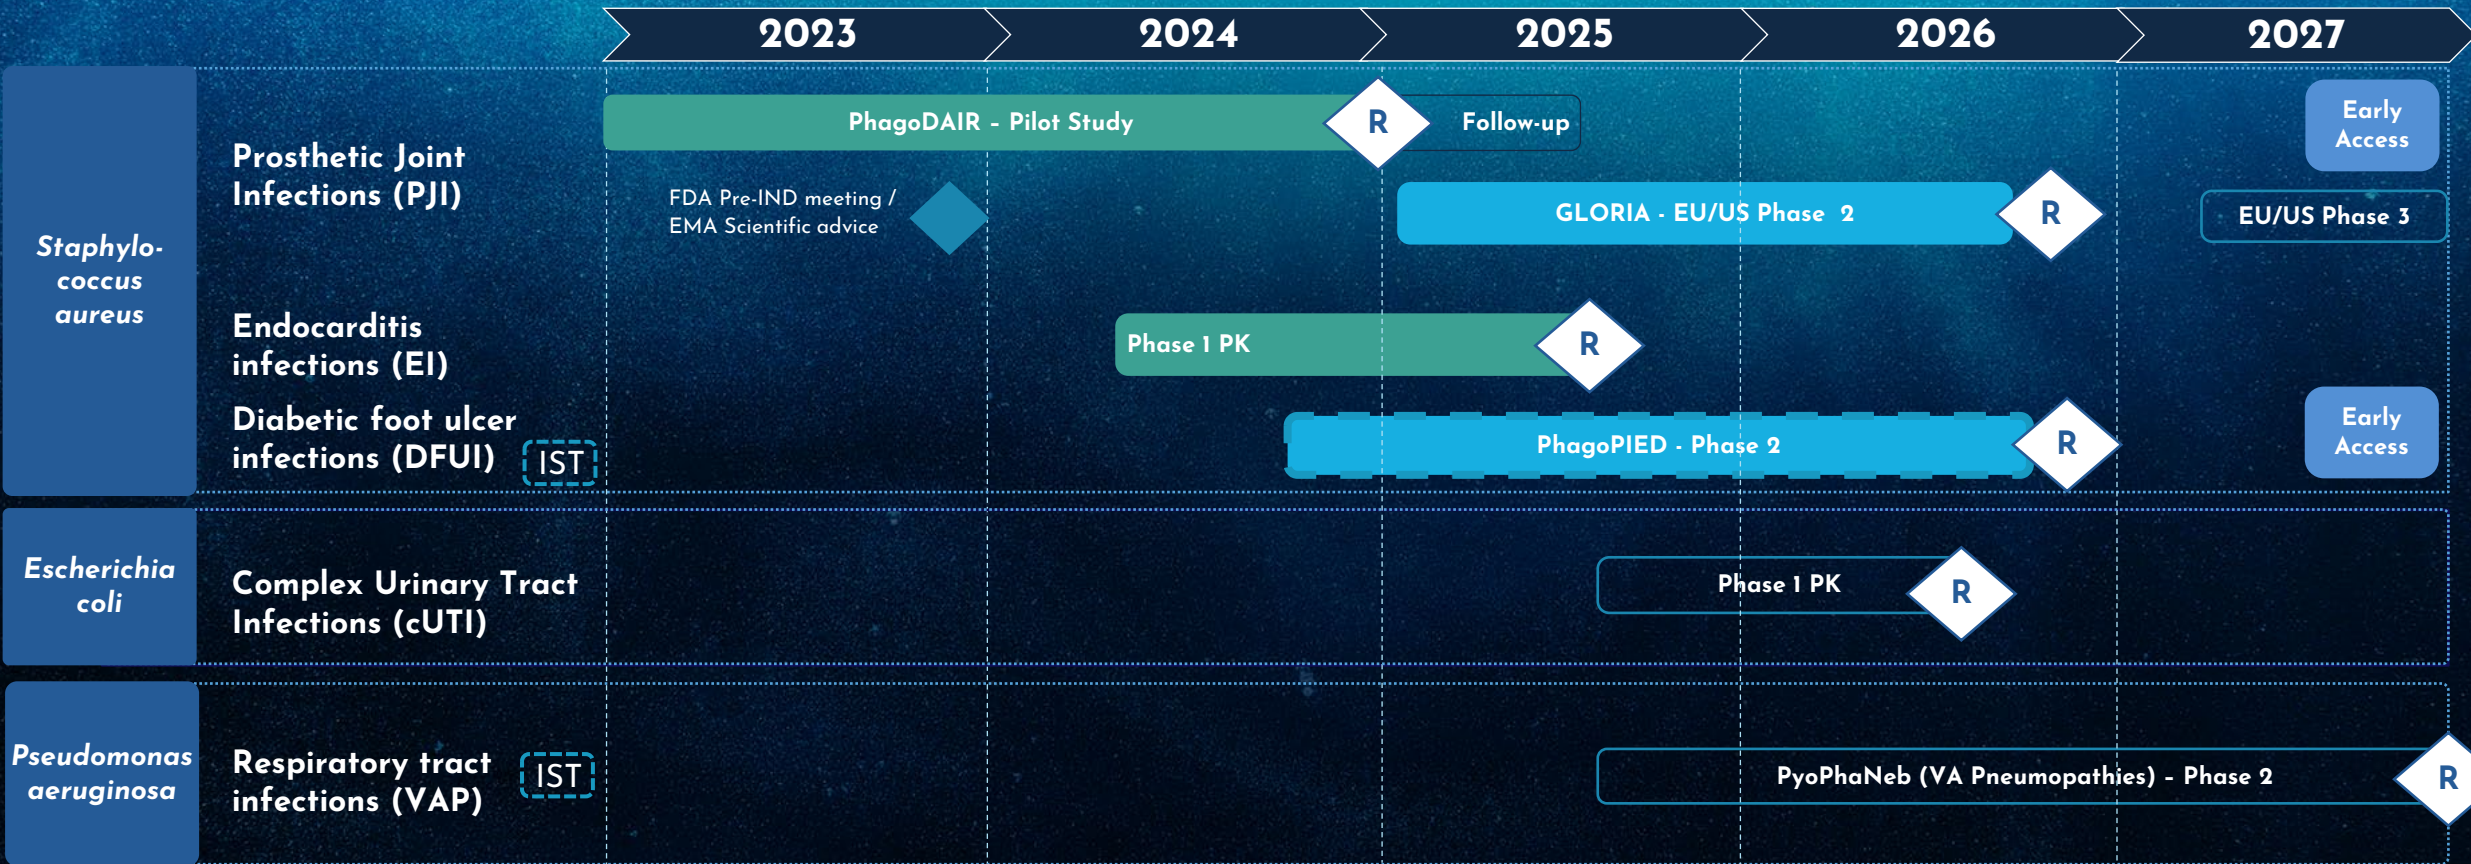 2023
2024
2025
2026
2027
Staphylo-
coccus
aureus
Prosthetic Joint
Infections (PJI)
PhagoDAIR – Pilot Study
R
Follow-up
Early
Access
FDA Pre-IND meeting /
EMA Scientific advice
GLORIA - EU/US Phase 2
R
EU/US Phase 3
Endocarditis
infections (EI)
Phase 1 PK
R
Diabetic foot ulcer
infections (DFUI)
IST
PhagoPIED - Phase 2
R
Early
Access
Escherichia
coli
Complex Urinary Tract
Infections (cUTI)
Phase 1 PK
R
Pseudomonas
aeruginosa
Respiratory tract
infections (VAP)
IST
PyoPhaNeb (VA Pneumopathies) – Phase 2
R